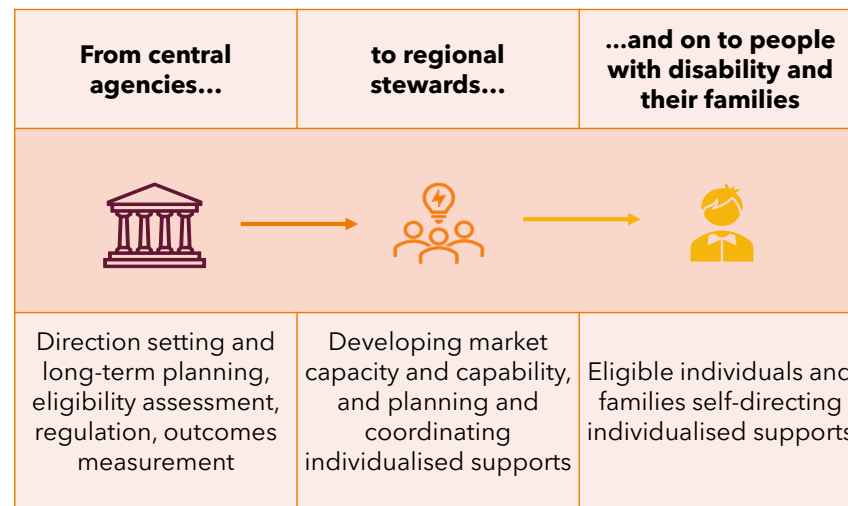 From central
agencies...
to regional
stewards...
...and on to people
with disability and
their families
Direction setting and
long-term planning,
eligibility assessment,
regulation, outcomes
measurement
Developing market
capacity and capability,
and planning and
coordinating
individualised supports
Eligible individuals and
families self-directing
individualised supports